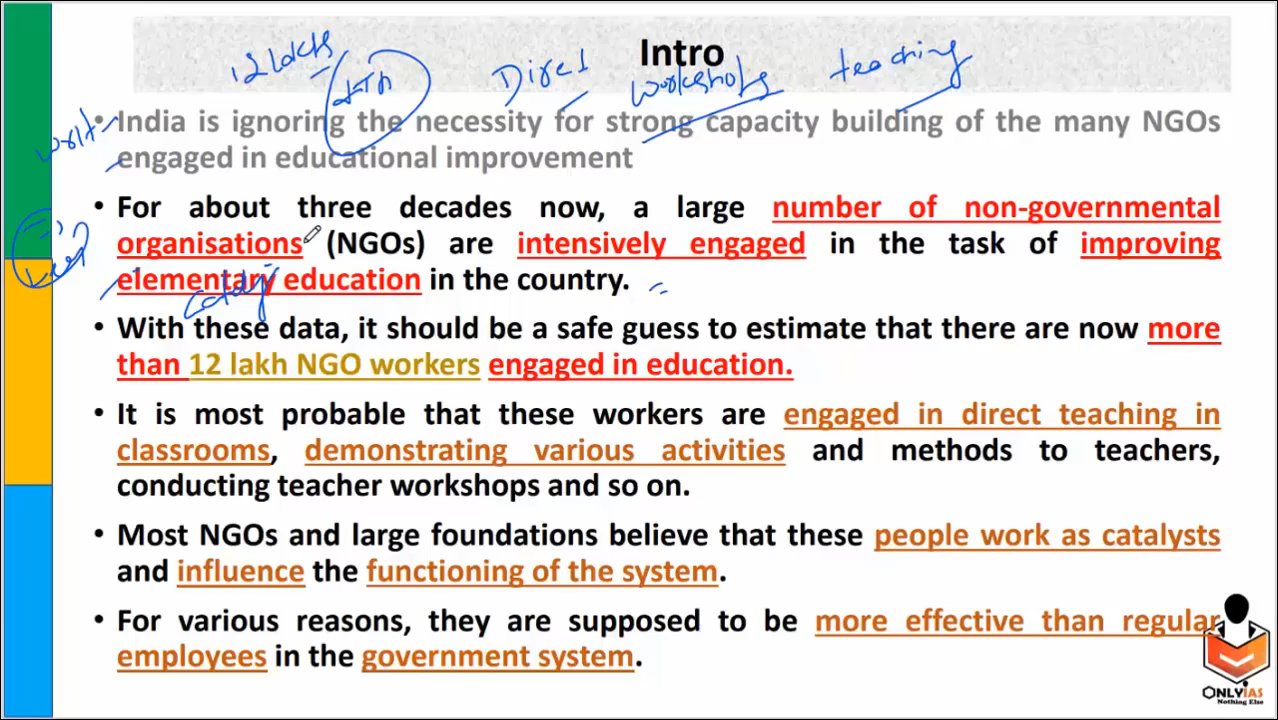 Intro
12 lakhs
Direct
workshops
teaching
• India is ignoring the necessity for strong capacity building of the many NGOs
engaged in educational improvement
• For about three decades now, a large number of non-governmental
organisations (NGOs) are intensively engaged in the task of improving
elementary education in the country.
• With these data, it should be a safe guess to estimate that there are now more
than 12 lakh NGO workers engaged in education.
• It is most probable that these workers are engaged in direct teaching in
classrooms, demonstrating various activities and methods to teachers,
conducting teacher workshops and so on.
• Most NGOs and large foundations believe that these people work as catalysts
and influence the functioning of the system.
• For various reasons, they are supposed to be more effective than regular
employees in the government system.
ONLYIAS
Nothing Else